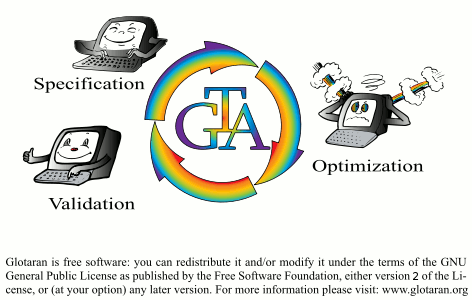 Specification
GTA
Optimization
Validation
Glotaran is free software: you can redistribute it and/or modify it under the terms of the GNU
General Public License as published by the Free Software Foundation, either version 2 of the Li-
cense, or (at your option) any later version. For more information please visit: www.glotaran.org